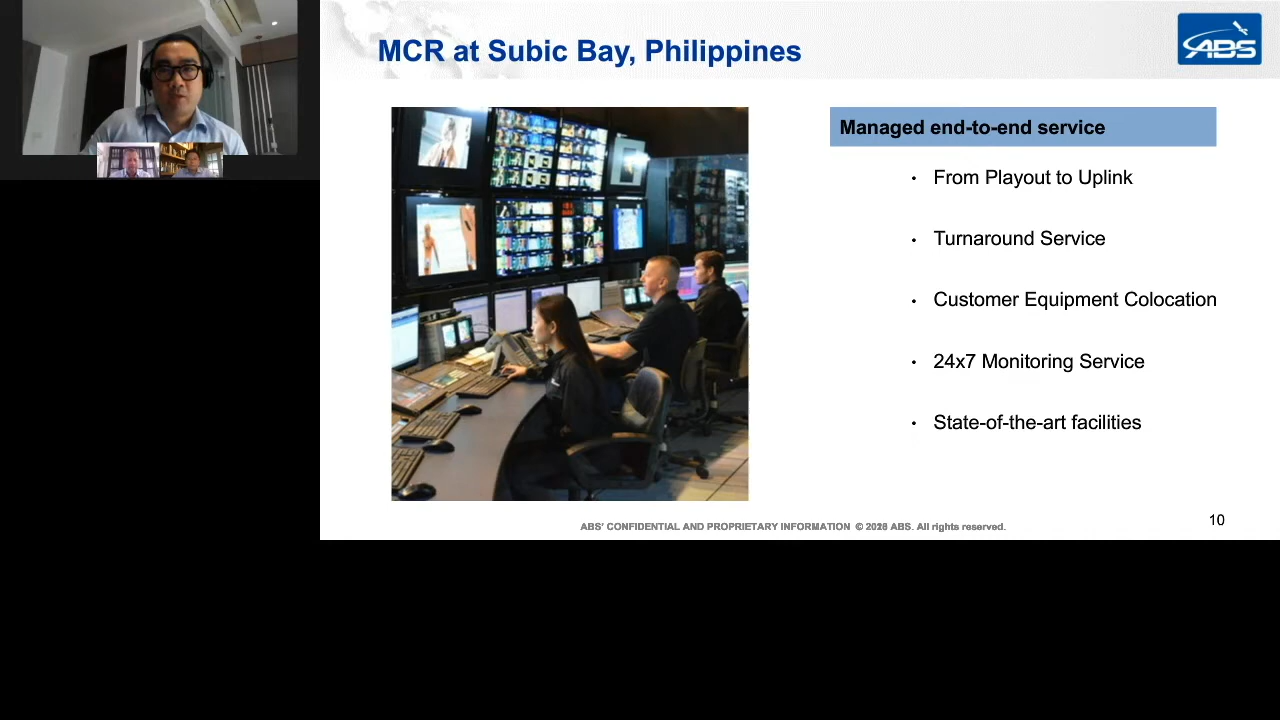 MCR at Subic Bay, Philippines
ABS
Managed end-to-end service
• From Playout to Uplink
• Turnaround Service
• Customer Equipment Colocation
• 24x7 Monitoring Service
• State-of-the-art facilities
ABS' CONFIDENTIAL AND PROPRIETARY INFORMATION © ABS. All rights reserved.
10